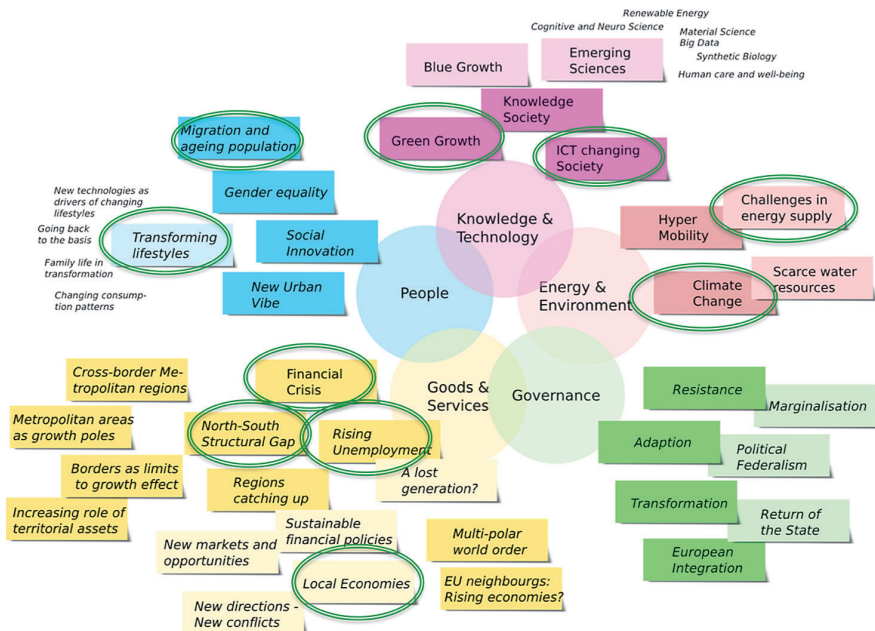 Renewable Energy
Cognitive and Neuro Science
Material Science
Big Data
Synthetic Biology
Human care and well-being
Emerging
Sciences
Blue Growth
Knowledge
Society
Green Growth
ICT changing
Society
Migration and
ageing population
Gender equality
New technologies as
drivers of changing
lifestyles
Going back
to the basis
Transforming
lifestyles
Social
Innovation
Family life in
transformation
New Urban
Vibe
Changing consump-
tion patterns
Knowledge &
Technology
People
Energy &
Environment
Goods &
Services
Governance
Hyper
Mobility
Challenges in
energy supply
Climate
Change
Scarce water
resources
Cross-border Me-
tropolitan regions
Financial
Crisis
Metropolitan areas
as growth poles
North-South
Structural Gap
Rising
Unemployment
Borders as limits
to growth effect
Regions
catching up
A lost
generation?
Increasing role of
territorial assets
Sustainable
financial policies
New markets and
opportunities
Multi-polar
world order
Local Economies
EU neighbourgs:
Rising economies?
New directions -
New conflicts
Resistance
Marginalisation
Adaption
Political
Federalism
Transformation
Return of
the State
European
Integration